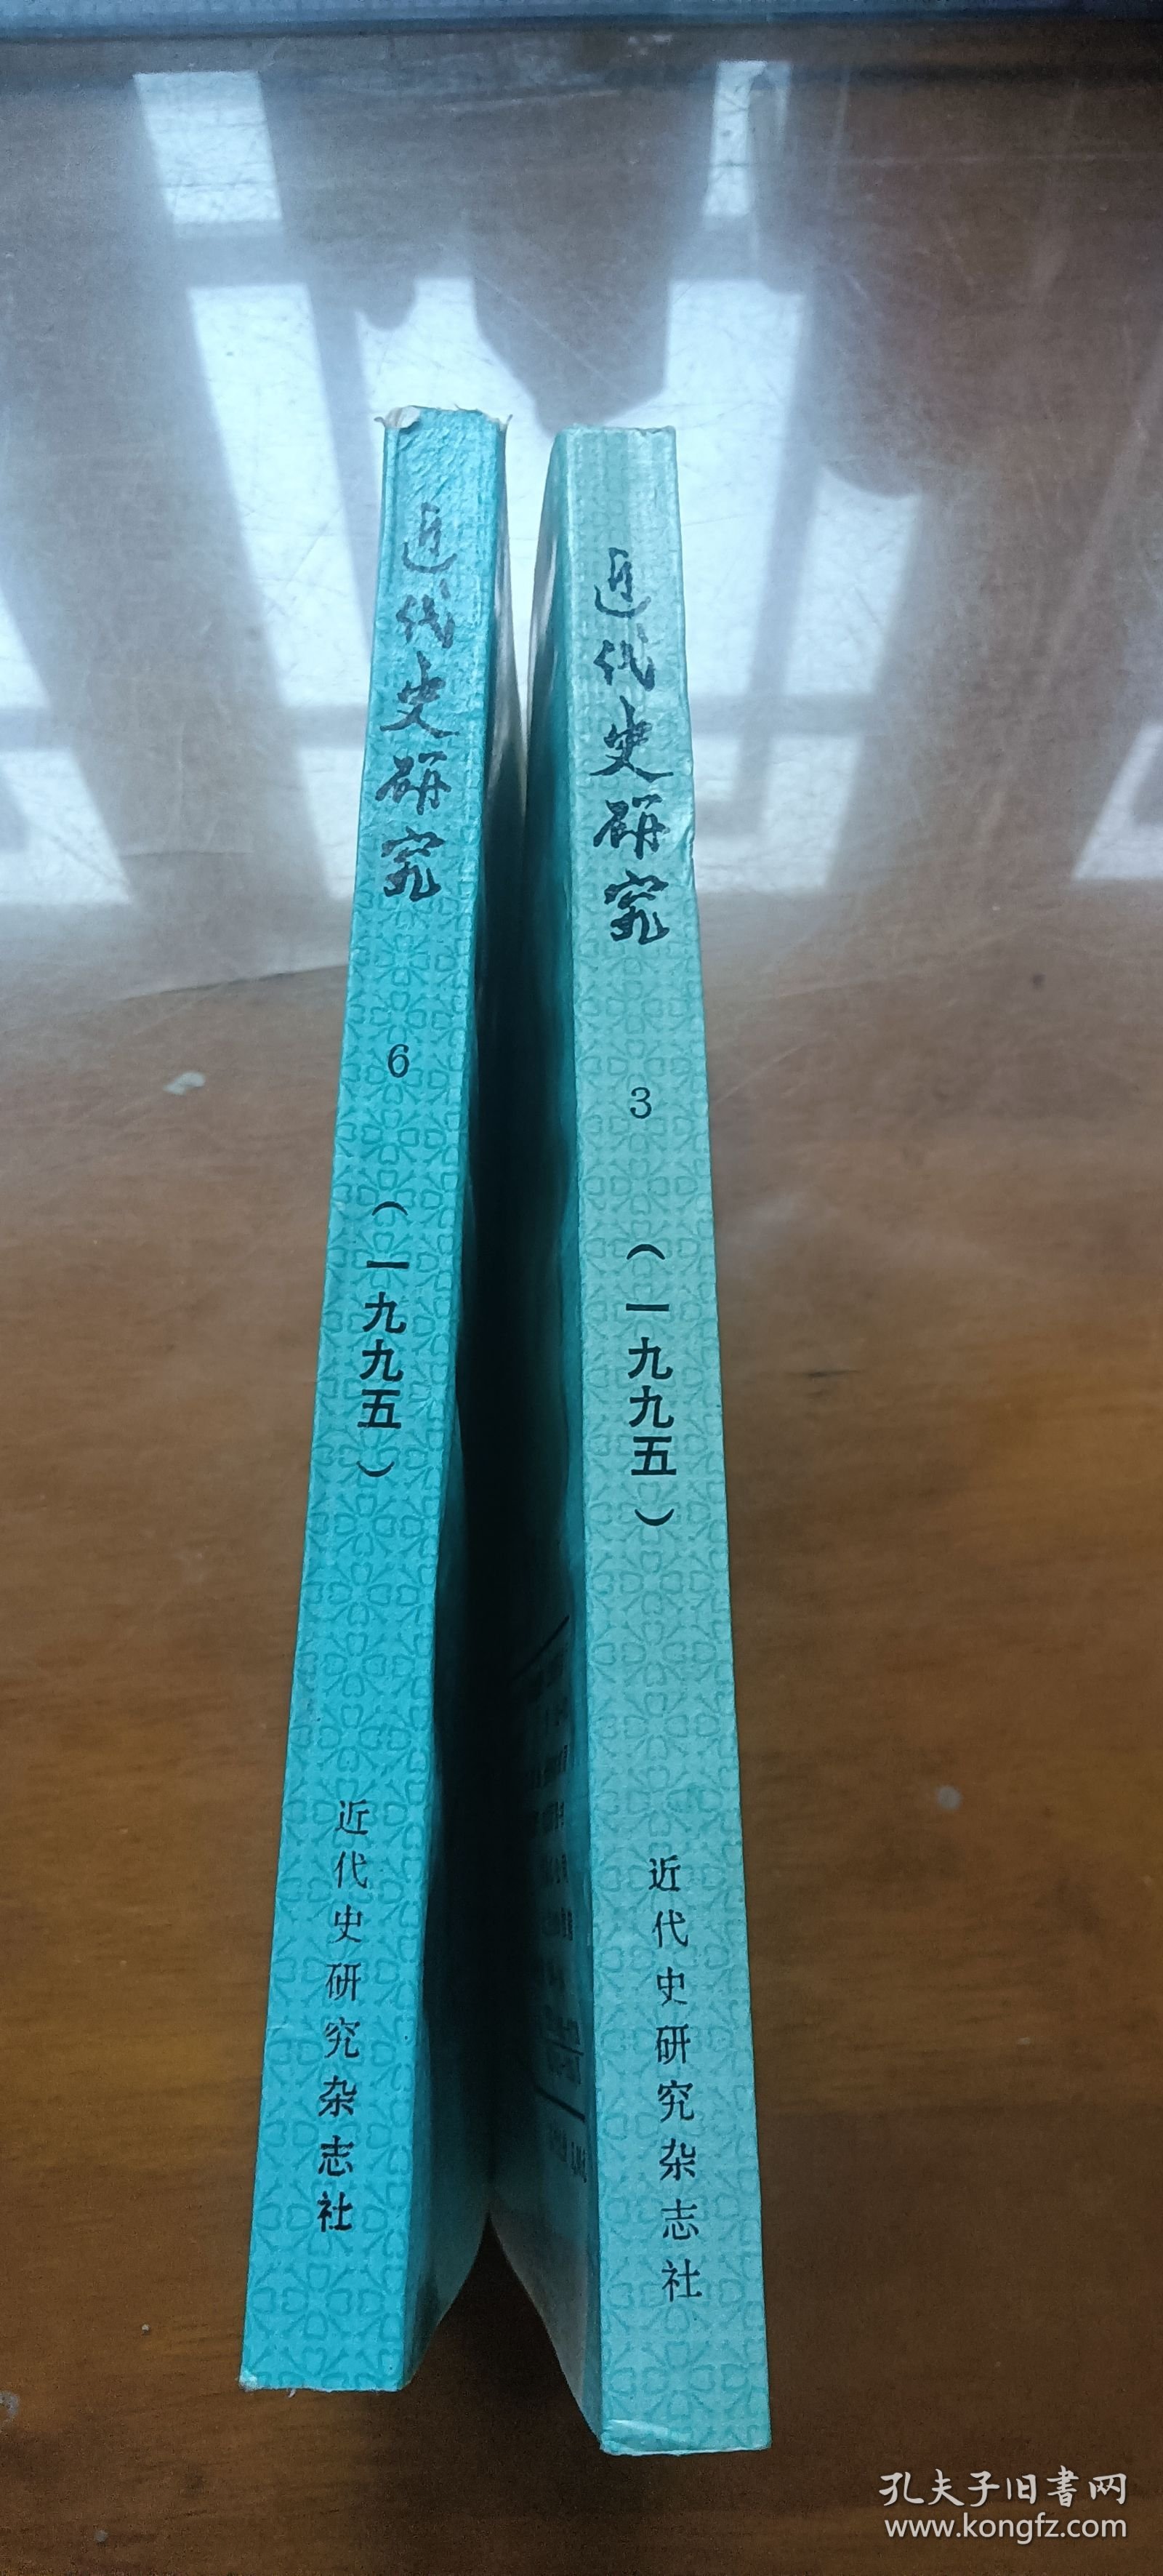 近代史研究
6
（一九九五）
近代史研究杂志社
近代史研究
3
（一九九五）
近代史研究杂志社
孔夫子旧書网
www.kongfz.com